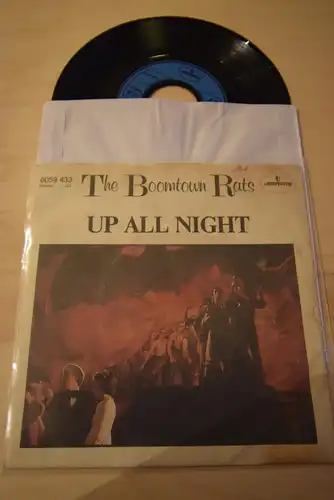 6059 433
The Boomtown Rats
mercury
UP ALL NIGHT